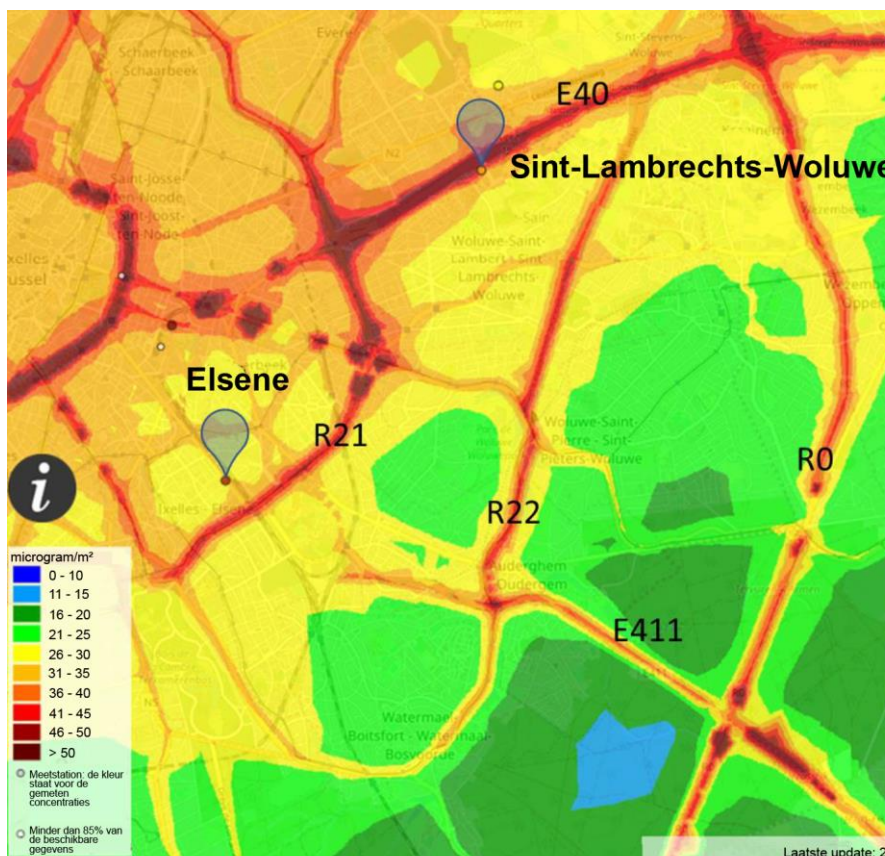 Schaerbeek
- Schaarbeek
Evere
Sint-Stevens-
Woluwe
E40
N2
Sint-Lambrechts-Woluwe
Saint-Josse-
ten-Noode
Sint-Joost-
ten-Node
Woluwe-Saint-
Lambert - Sint-
Lambrechts-
Woluwe
Elsene
R21
Woluwe-Saint-
Pierre - Sint-
Pieters-Woluwe
R0
Ixelles - Elsene
R22
Auderghem
- Oudergem
E411
Watermael-
Boitsfort - Watermaal-
Bosvoorde
i
microgram/m²
0 - 10
11 - 15
16 - 20
21 - 25
26 - 30
31 - 35
36 - 40
41 - 45
46 - 50
> 50
Meetstation: de kleur
staat voor de
gemeten
concentraties
Minder dan 85% van
de beschikbare
gegevens
Laatste update: 2